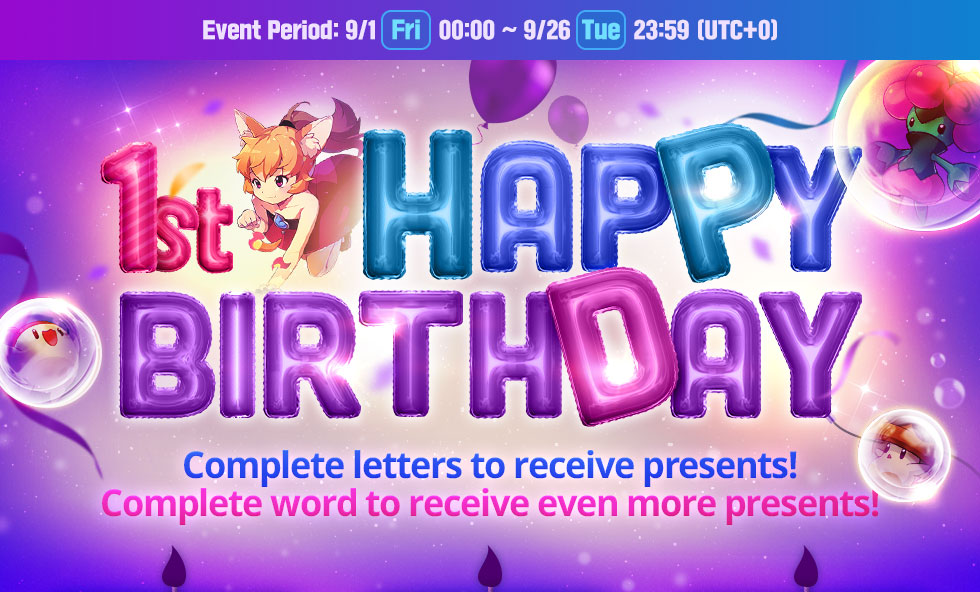 Event Period: 9/1 Fri 00:00 ~ 9/26 Tue 23:59 (UTC+0)
1st HAPPY
BIRTHDAY
Complete letters to receive presents!
Complete word to receive even more presents!